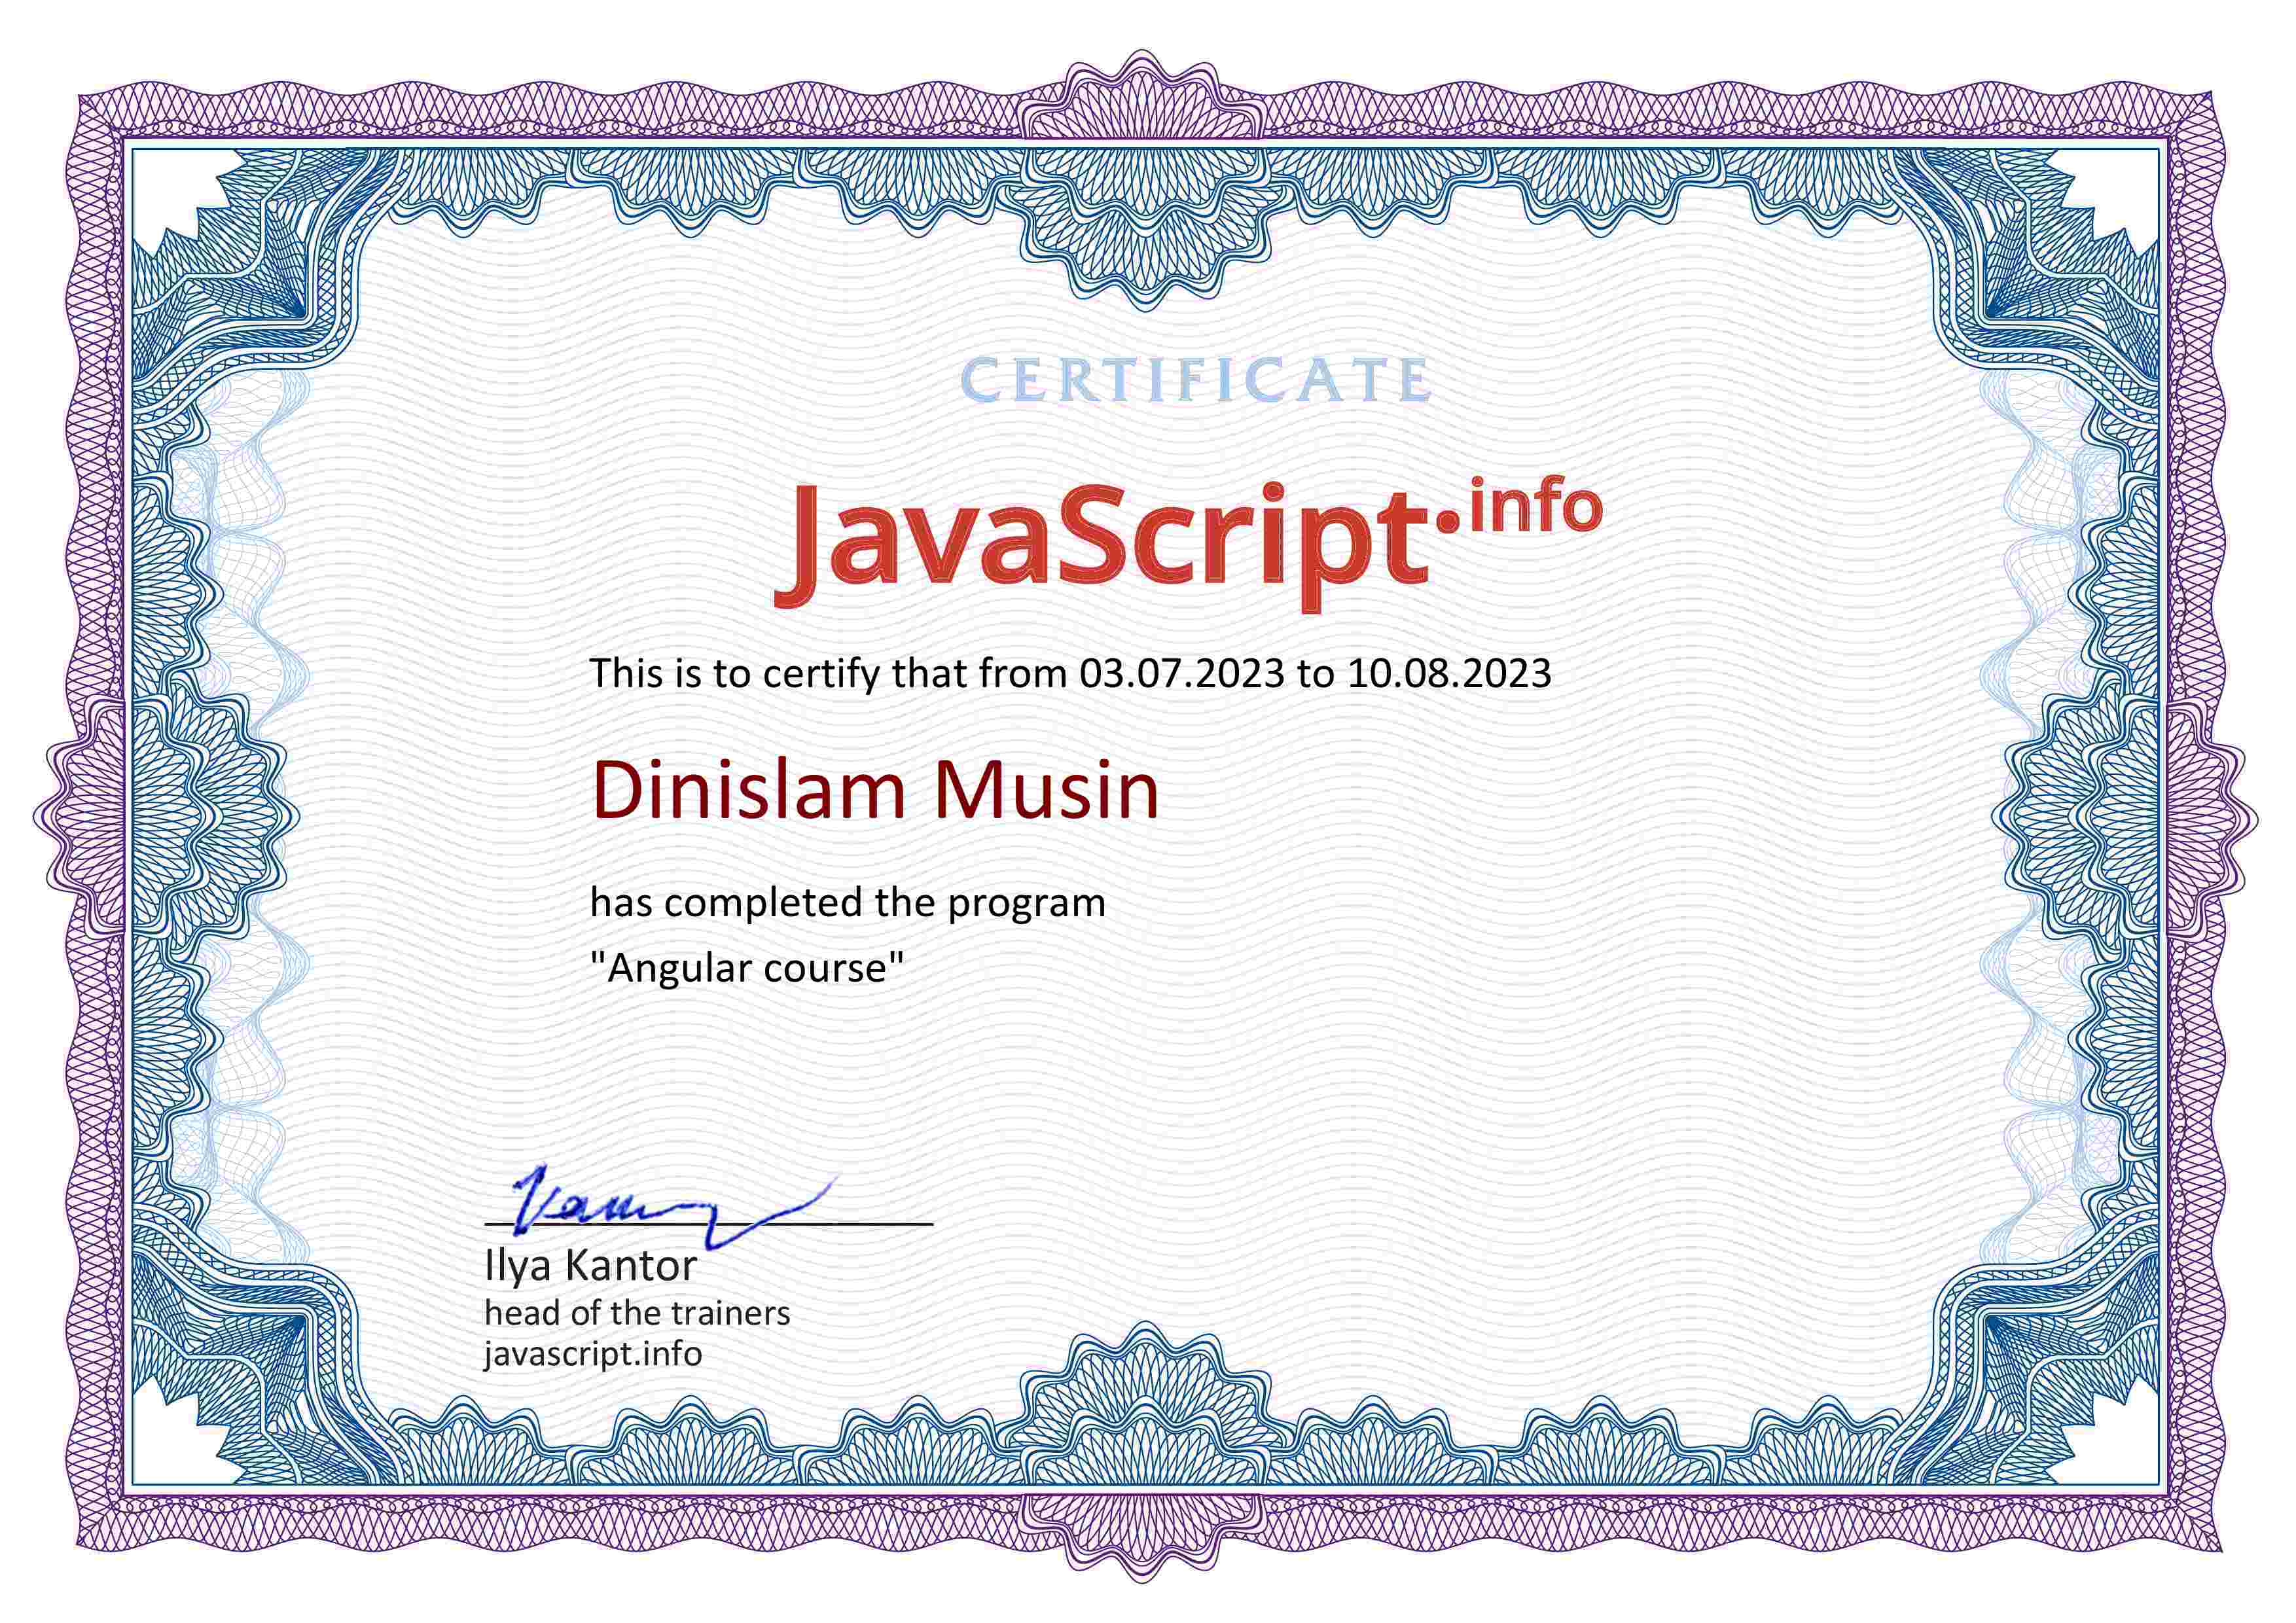 CERTIFICATE
JavaScript.info
This is to certify that from 03.07.2023 to 10.08.2023
Dinislam Musin
has completed the program
"Angular course"
Ilya Kantor
head of the trainers
javascript.info